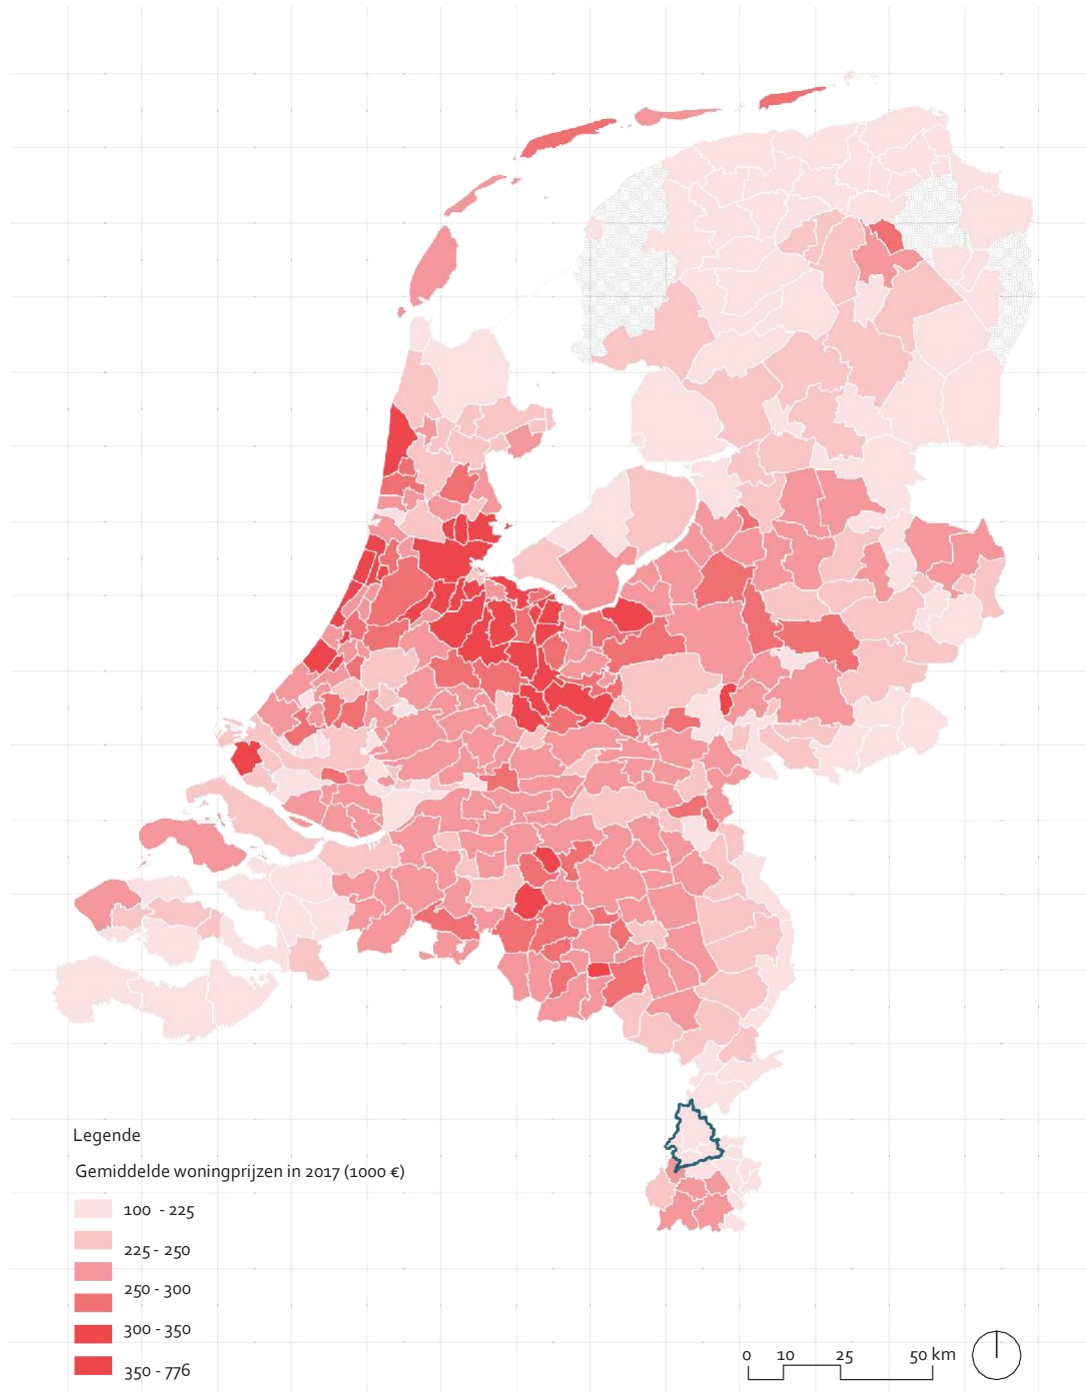 Legende
Gemiddelde woningprijzen in 2017 (1000 €)
100 - 225
225 - 250
250 - 300
300 - 350
350 - 776
0 10 25 50 km